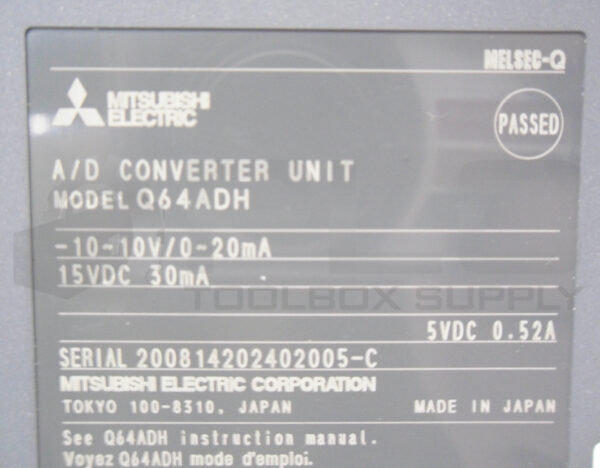 MELSEC-Q
MITSUBISHI
ELECTRIC
PASSED
A/D CONVERTER UNIT
MODEL Q64ADH
-10~10V/0~20mA
15VDC 30mA
TOOLBOX SUPPLY
5VDC 0.52A
SERIAL 200814202402005-C
MITSUBISHI ELECTRIC CORPORATION
TOKYO 100-8310, JAPAN MADE IN JAPAN
See Q64ADH instruction manual.
Voyez Q64ADH mode d'emploi.